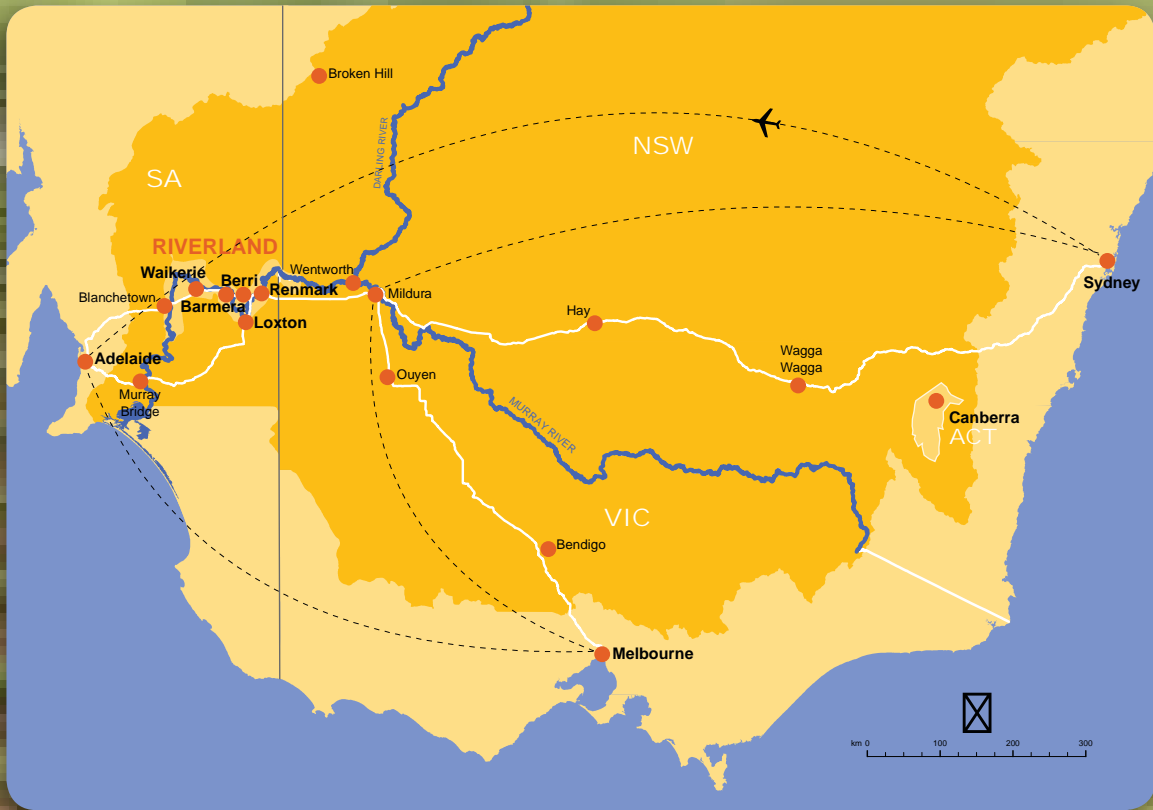 Broken Hill
DARLING RIVER
NSW
SA
RIVERLAND
Waikerie
Berri
Wentworth
Renmark
Mildura
Sydney
Blanchetown
Barmera
Loxton
Hay
Adelaide
Wagga
Wagga
Ouyen
Murray
Bridge
MURRAY RIVER
Canberra
ACT
VIC
Bendigo
Melbourne
km 0 100 200 300